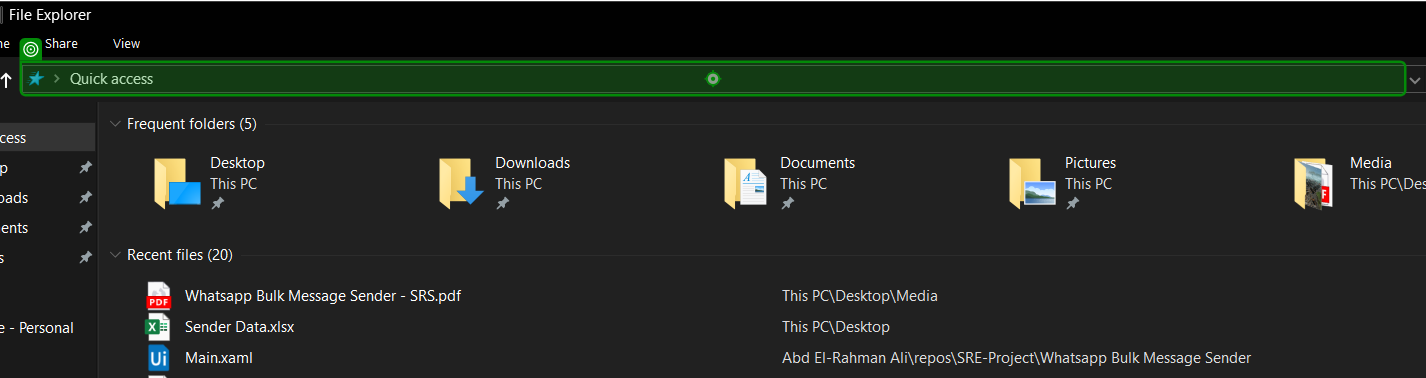 File Explorer
ne Share View
Quick access
cess
p
oads
ents
s
e - Personal
Frequent folders (5)
Desktop
This PC
Downloads
This PC
Documents
This PC
Pictures
This PC
Media
This PC\Des
Recent files (20)
PDF Whatsapp Bulk Message Sender - SRS.pdf This PC\Desktop\Media
Sender Data.xlsx This PC\Desktop
Ui Main.xaml Abd El-Rahman Ali\repos\SRE-Project\Whatsapp Bulk Message Sender